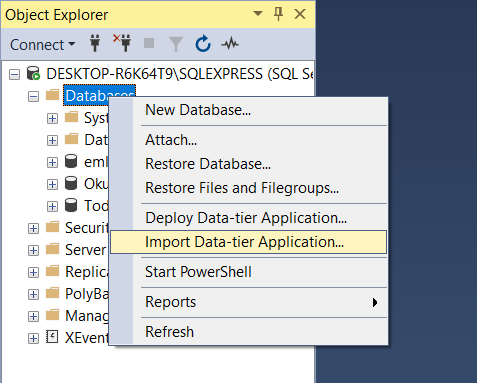 Object Explorer
Connect
DESKTOP-R6K64T9\SQLEXPRESS (SQL Se
Databases
Syst
Dat
eml
Oku
Tod
Securit
Server
Replica
PolyBa
Manag
XEvent
New Database...
Attach...
Restore Database...
Restore Files and Filegroups...
Deploy Data-tier Application...
Import Data-tier Application...
Start PowerShell
Reports
Refresh